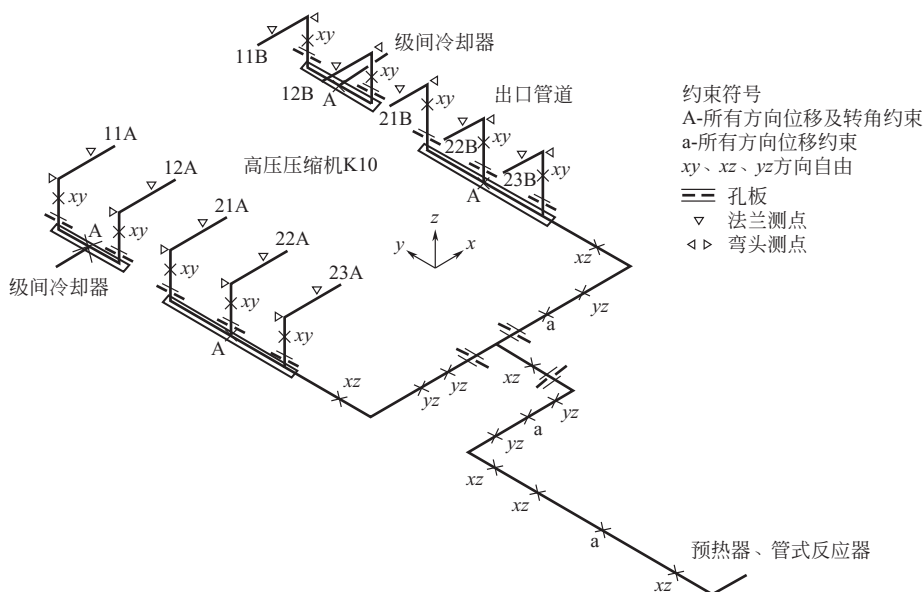 11B
xy
级间冷却器
12B
A
xy
出口管道
21B
xy
22B
xy
A
23B
xy
约束符号
A-所有方向位移及转角约束
a-所有方向位移约束
xy、xz、yz方向自由
孔板
法兰测点
弯头测点
11A
高压压缩机K10
12A
xy
A
xy
级间冷却器
21A
xy
22A
xy
A
23A
xy
z
y
x
xz
yz
a
xz
yz
yz
xz
yz
a
yz
xz
xz
a
xz
预热器、管式反应器